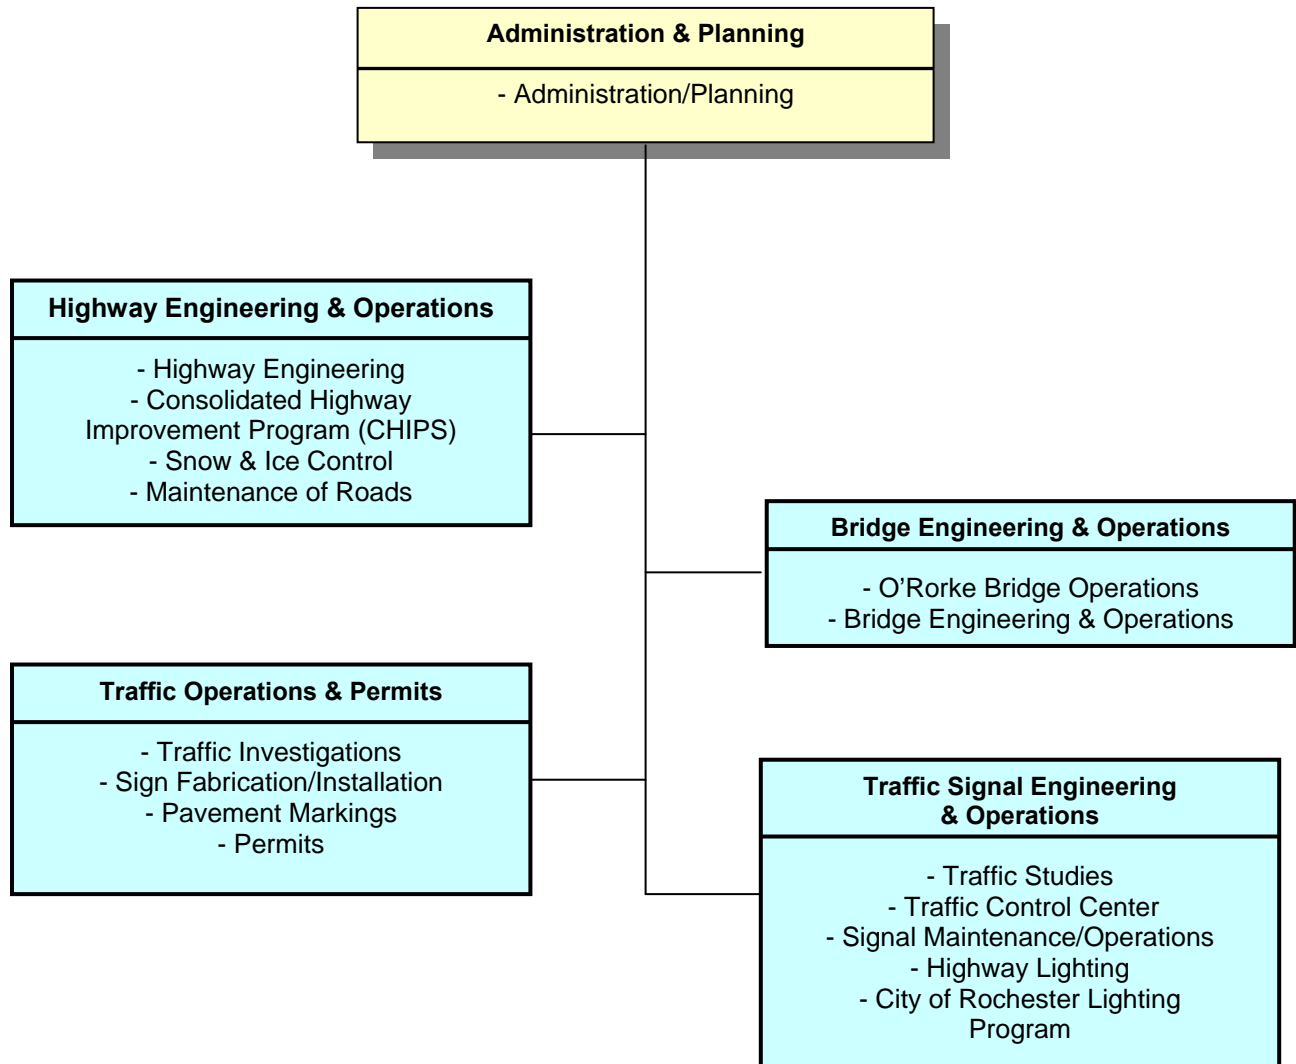 Administration & Planning
- Administration/Planning
Highway Engineering & Operations
- Highway Engineering
- Consolidated Highway
Improvement Program (CHIPS)
- Snow & Ice Control
- Maintenance of Roads
Bridge Engineering & Operations
- O’Rorke Bridge Operations
- Bridge Engineering & Operations
Traffic Operations & Permits
- Traffic Investigations
- Sign Fabrication/Installation
- Pavement Markings
- Permits
Traffic Signal Engineering
& Operations
- Traffic Studies
- Traffic Control Center
- Signal Maintenance/Operations
- Highway Lighting
- City of Rochester Lighting
Program